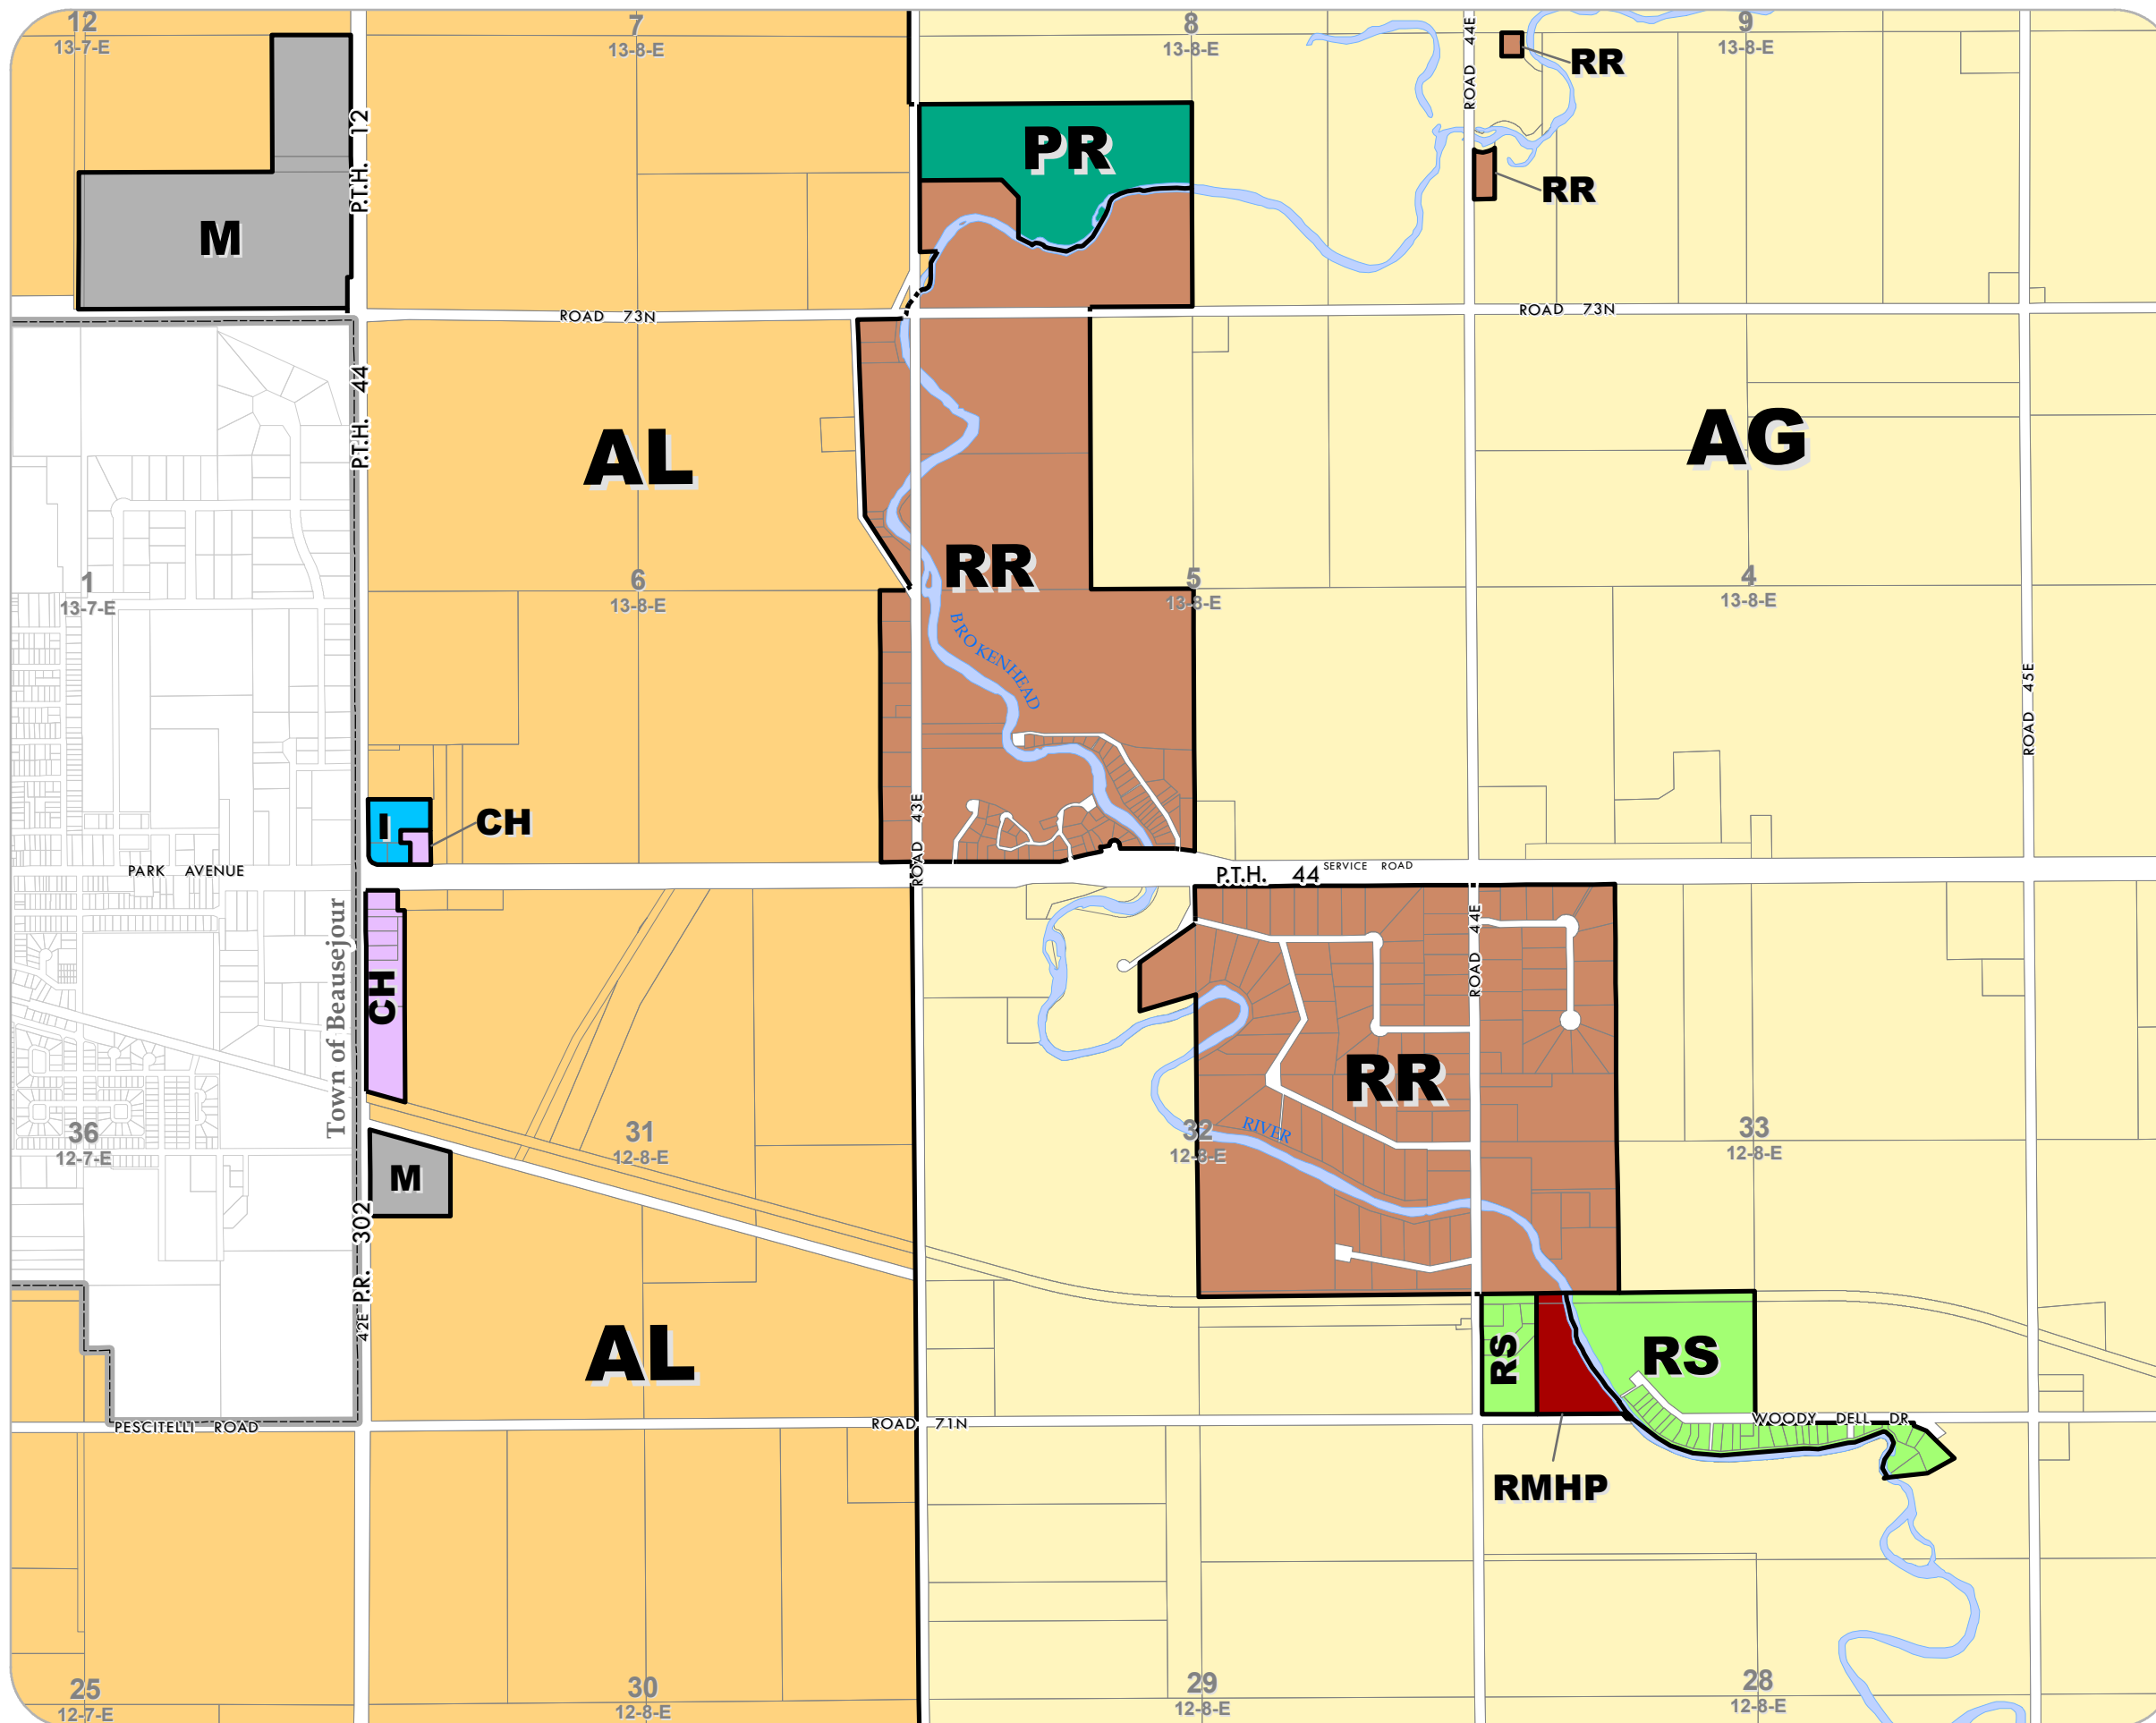 12
13-7-E
7
13-8-E
8
13-8-E
9
13-8-E
ROAD 44E
RR
P.T.H. 12
PR
RR
M
ROAD 73N
ROAD 73N
P.T.H. 44
AL
AG
RR
1
13-7-E
6
13-8-E
5
13-8-E
4
13-8-E
BROKENHEAD
ROAD 45E
I
CH
ROAD 43E
PARK AVENUE
P.T.H. 44
SERVICE ROAD
Town of Beausejour
CH
ROAD 44E
RR
36
12-7-E
31
12-8-E
32
12-8-E
RIVER
33
12-8-E
M
42E P.R. 302
AL
RS
RS
PESCITELLI ROAD
ROAD 71N
WOODY DELL DR
RMHP
25
12-7-E
30
12-8-E
29
12-8-E
28
12-8-E